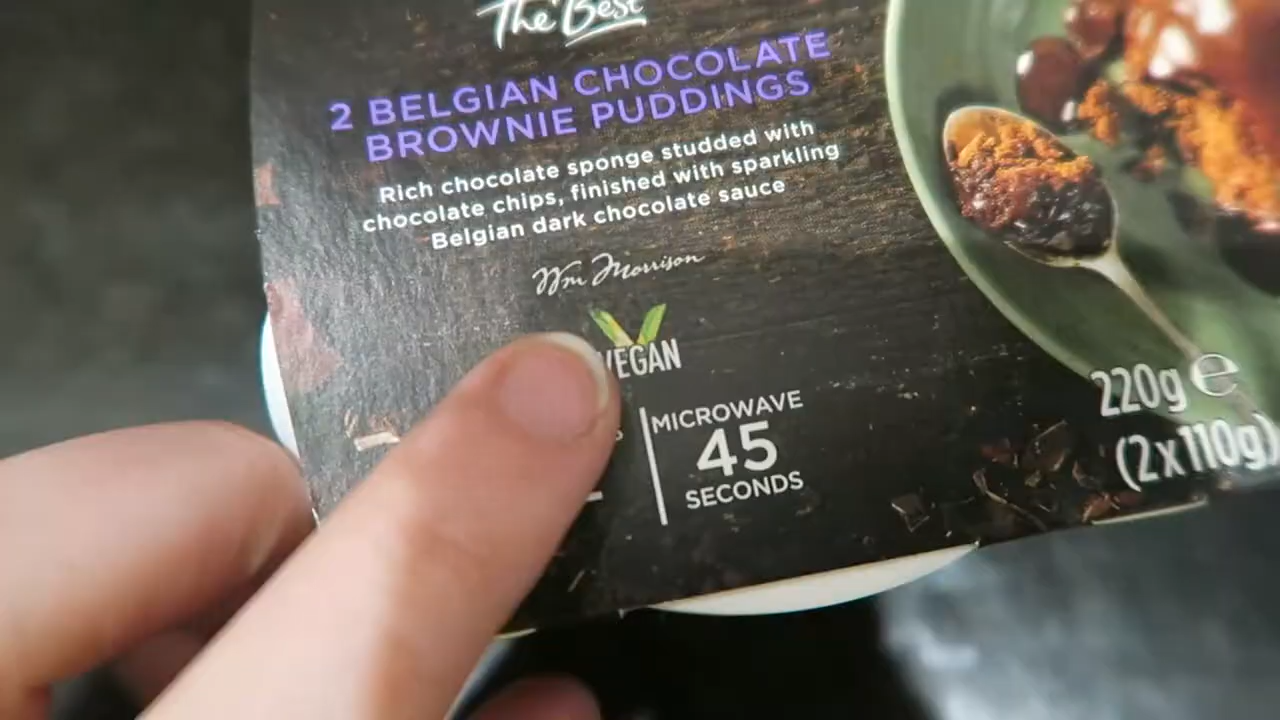 The Best
2 BELGIAN CHOCOLATE
BROWNIE PUDDINGS
Rich chocolate sponge studded with
chocolate chips, finished with sparkling
Belgian dark chocolate sauce
Wm Morrison
VEGAN
MICROWAVE
45
SECONDS
220g ℮
(2x110g)